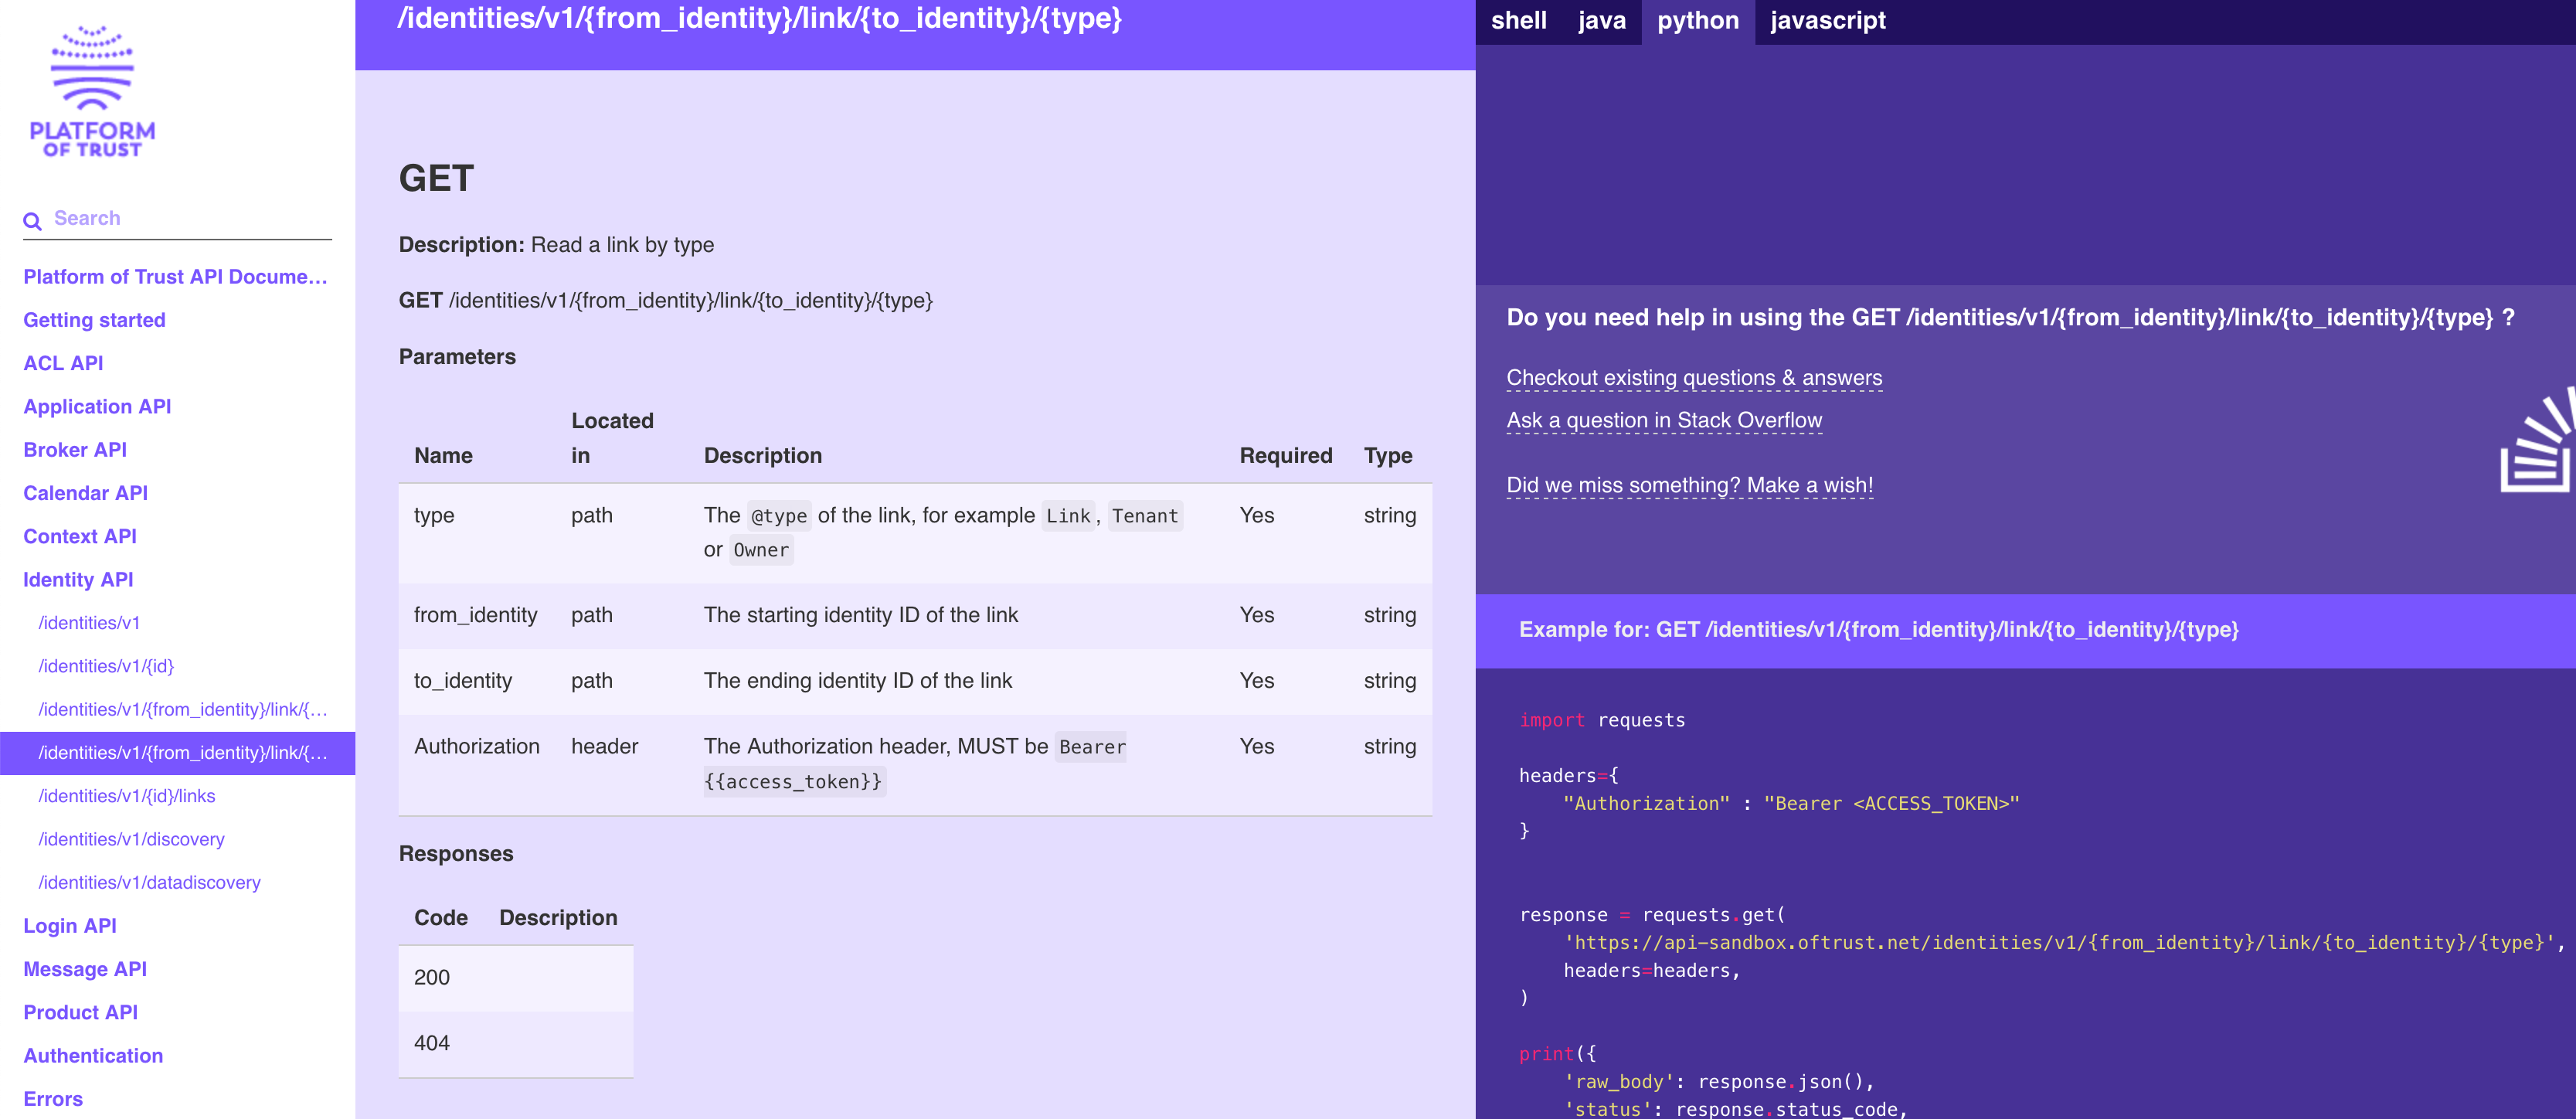 PLATFORM
OF TRUST
Search
Platform of Trust API Docume...
Getting started
ACL API
Application API
Broker API
Calendar API
Context API
Identity API
/identities/v1
/identities/v1/{id}
/identities/v1/{from_identity}/link/{...
/identities/v1/{from_identity}/link/{...
/identities/v1/{id}/links
/identities/v1/discovery
/identities/v1/datadiscovery
Login API
Message API
Product API
Authentication
Errors
/identities/v1/{from_identity}/link/{to_identity}/{type}
GET
Description: Read a link by type
GET /identities/v1/{from_identity}/link/{to_identity}/{type}
Parameters
Located
Name in Description Required Type
type path The @type of the link, for example Link, Tenant Yes string
or Owner
from_identity path The starting identity ID of the link Yes string
to_identity path The ending identity ID of the link Yes string
Authorization header The Authorization header, MUST be Bearer Yes string
{{access_token}}
Responses
Code Description
200
404
shell java python javascript
Do you need help in using the GET /identities/v1/{from_identity}/link/{to_identity}/{type} ?
Checkout existing questions & answers
Ask a question in Stack Overflow
Did we miss something? Make a wish!
Example for: GET /identities/v1/{from_identity}/link/{to_identity}/{type}
import requests
headers={
"Authorization" : "Bearer <ACCESS_TOKEN>"
}
response = requests.get(
'https://api-sandbox.oftrust.net/identities/v1/{from_identity}/link/{to_identity}/{type}',
headers=headers,
)
print({
'raw_body': response.json(),
'status': response.status_code,